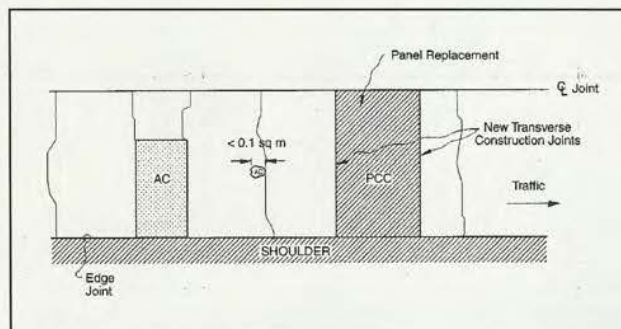 Panel Replacement
℄ Joint
< 0.1 sq m
New Transverse
Construction Joints
AC
AC
PCC
Traffic
SHOULDER
Edge
Joint